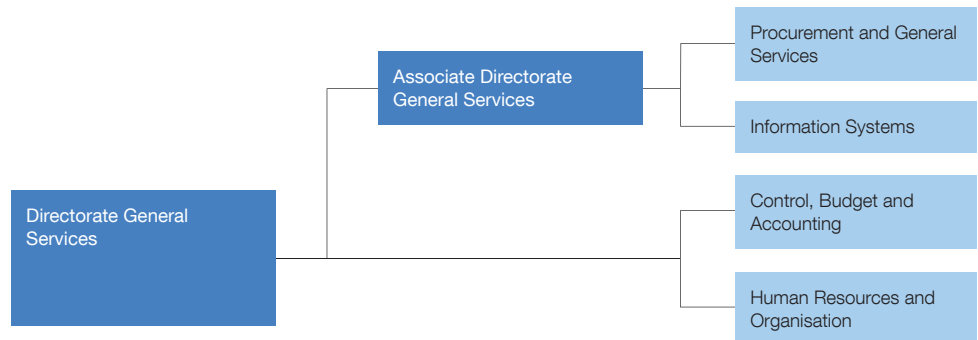 Procurement and General
Services
Associate Directorate
General Services
Information Systems
Directorate General
Services
Control, Budget and
Accounting
Human Resources and
Organisation